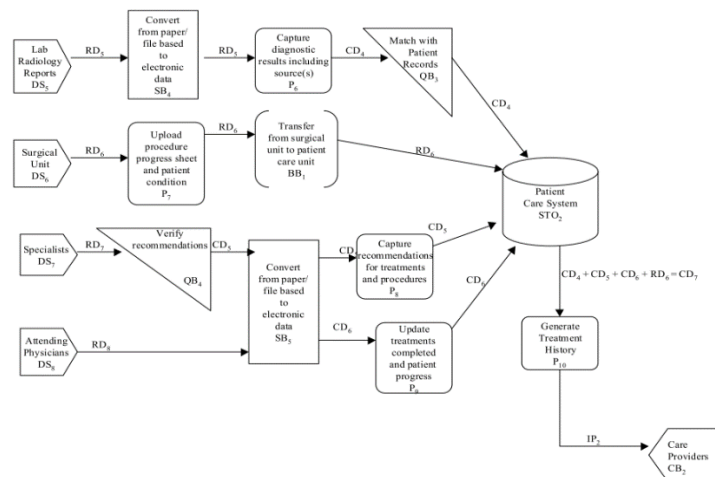 Lab
Radiology
Reports
DS₅
RD₅
Convert
from paper/
file based
to
electronic
data
SB₄
RD₅
Capture
diagnostic
results including
source(s)
P₆
CD₄
Match with
Patient
Records
QB₃
CD₄
Surgical
Unit
DS₆
RD₆
Upload
procedure
progress sheet
and patient
condition
P₇
RD₆
Transfer
from surgical
unit to patient
care unit
BB₁
RD₆
Patient
Care System
STO₂
Specialists
DS₇
RD₇
Verify
recommendations
QB₄
CD₅
Convert
from paper/
file based
to
electronic
data
SB₅
CD
Capture
recommendations
for treatments
and procedures
P₈
CD₅
Attending
Physicians
DS₈
RD₈
CD₆
Update
treatments
completed
and patient
progress
P₉
CD₆
CD₄ + CD₅ + CD₆ + RD₆ = CD₇
Generate
Treatment
History
P₁₀
IP₂
Care
Providers
CB₂